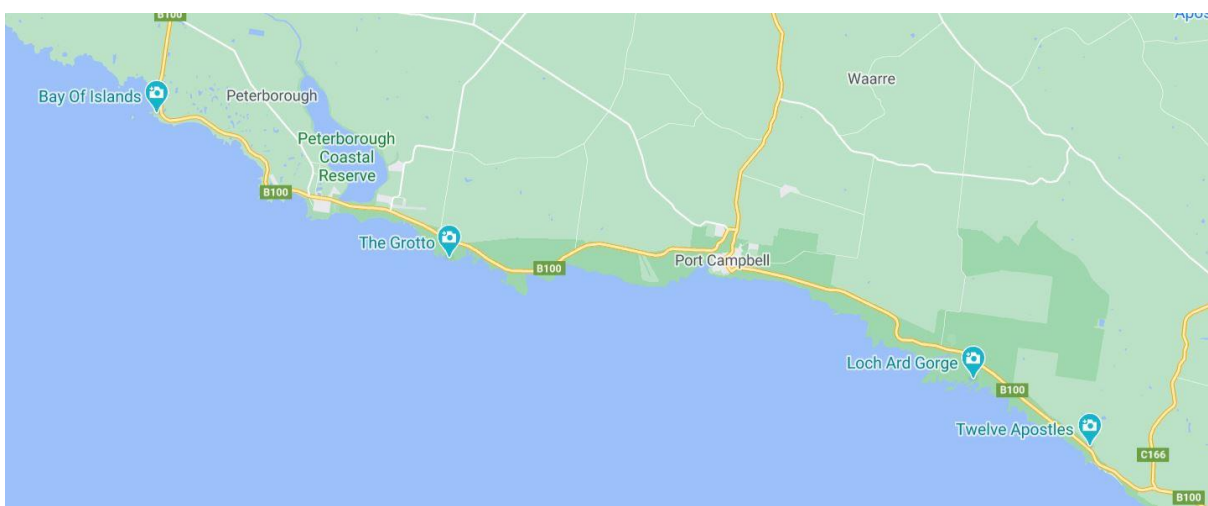 B100
Apos
Waarre
Bay Of Islands
Peterborough
Peterborough
Coastal
Reserve
B100
The Grotto
B100
Port Campbell
Loch Ard Gorge
B100
Twelve Apostles
C166
B100